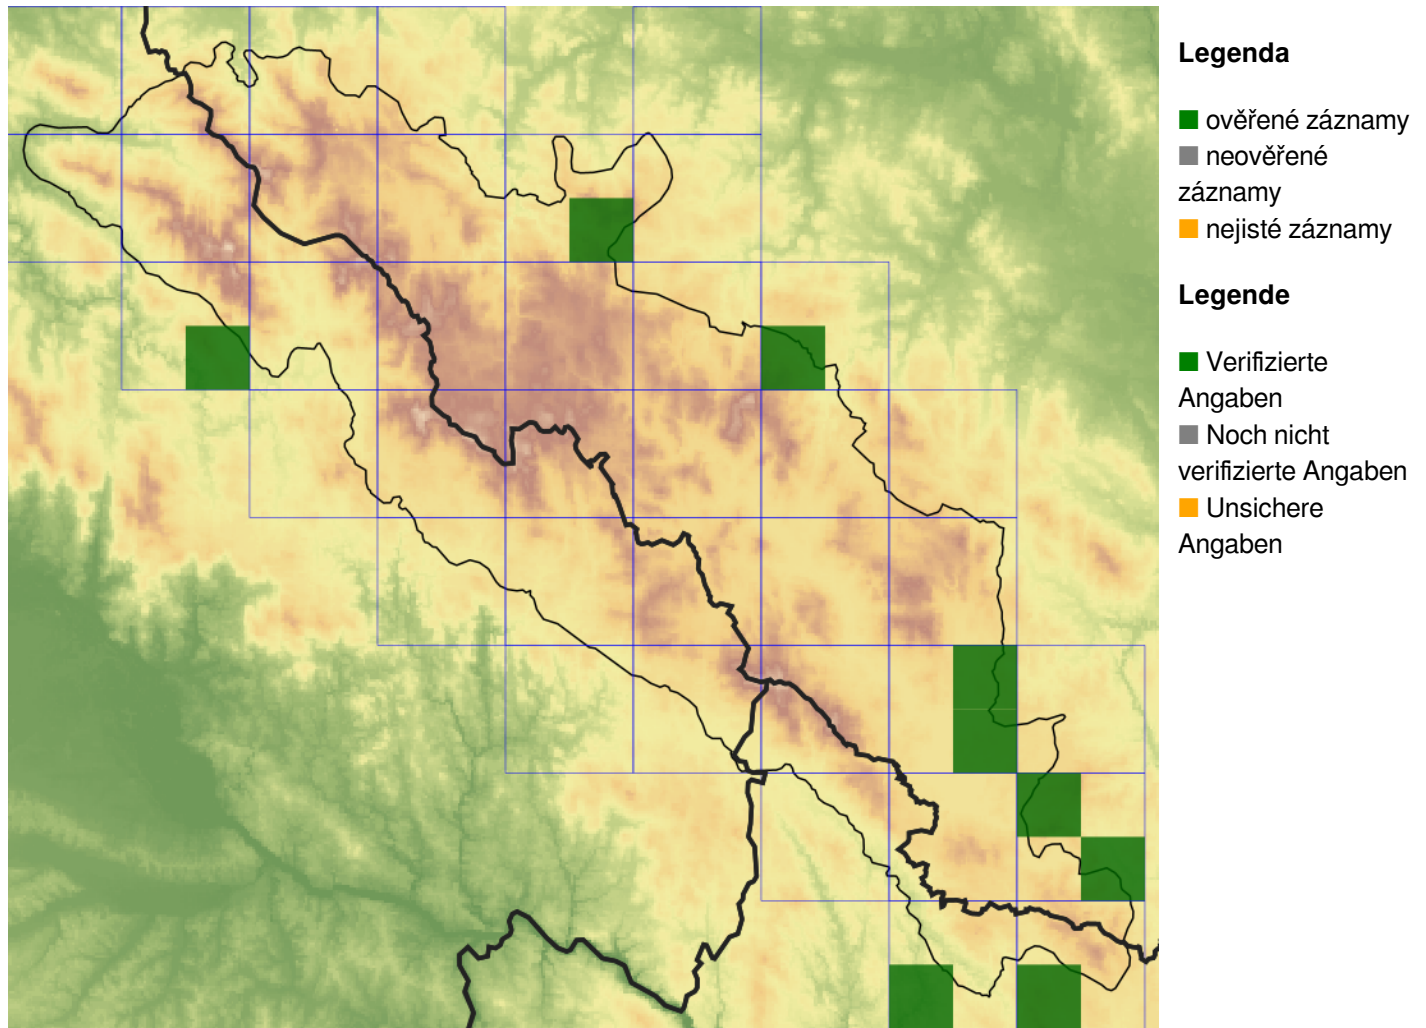 Legenda
ověřené záznamy
neověřené
záznamy
nejisté záznamy
Legende
Verifizierte
Angaben
Noch nicht
verifizierte Angaben
Unsichere
Angaben